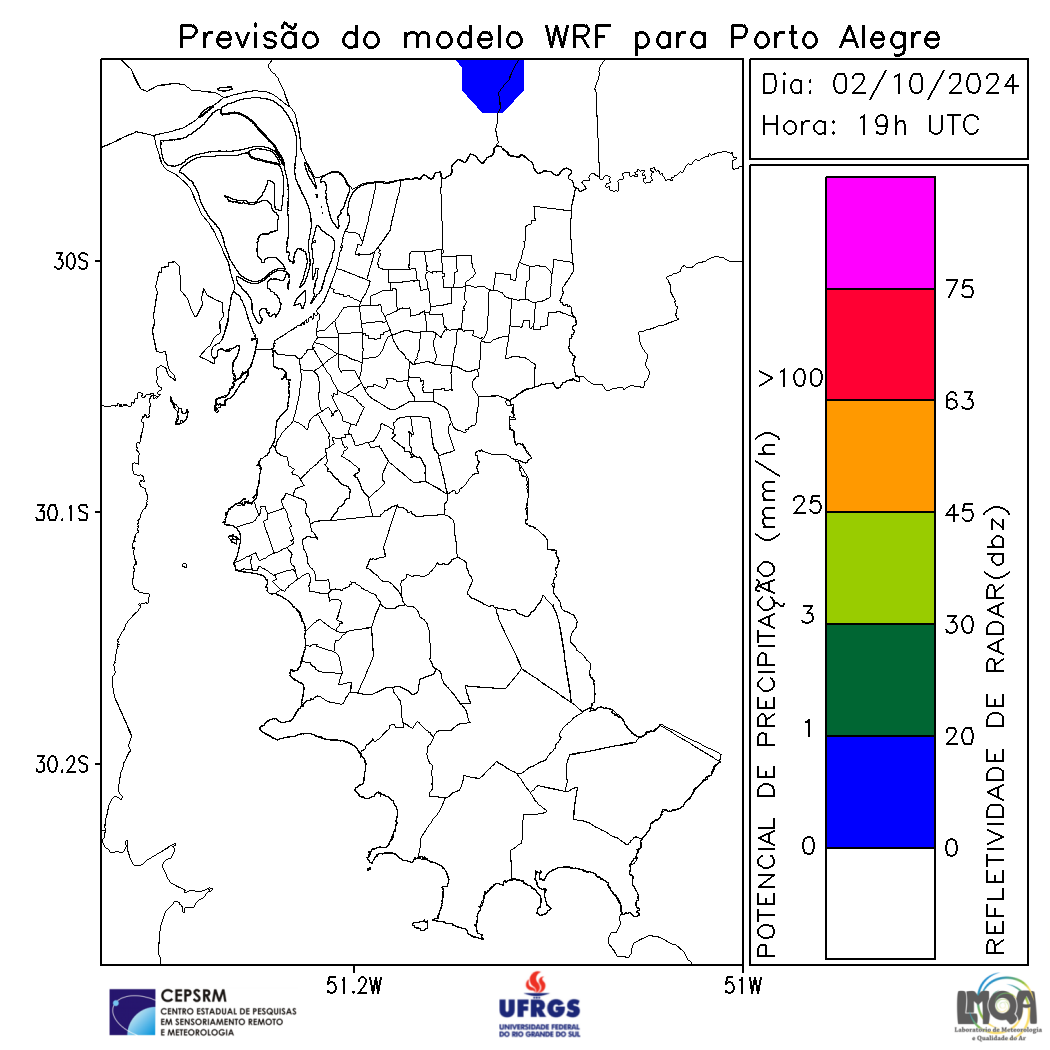 Previsão do modelo WRF para Porto Alegre
Dia: 02/10/2024
Hora: 19h UTC
30S
30.1S
30.2S
51.2W
51W
POTENCIAL DE PRECIPITAÇÃO (mm/h)
>100
25
3
1
0
75
63
45
30
20
0
REFLETIVIDADE DE RADAR(dbz)
CEPSRM
CENTRO ESTADUAL DE PESQUISAS
EM SENSORIAMENTO REMOTO
E METEOROLOGIA
UFRGS
UNIVERSIDADE FEDERAL
DO RIO GRANDE DO SUL
LMQA
Laboratório de Meteorologia
e Qualidade do Ar